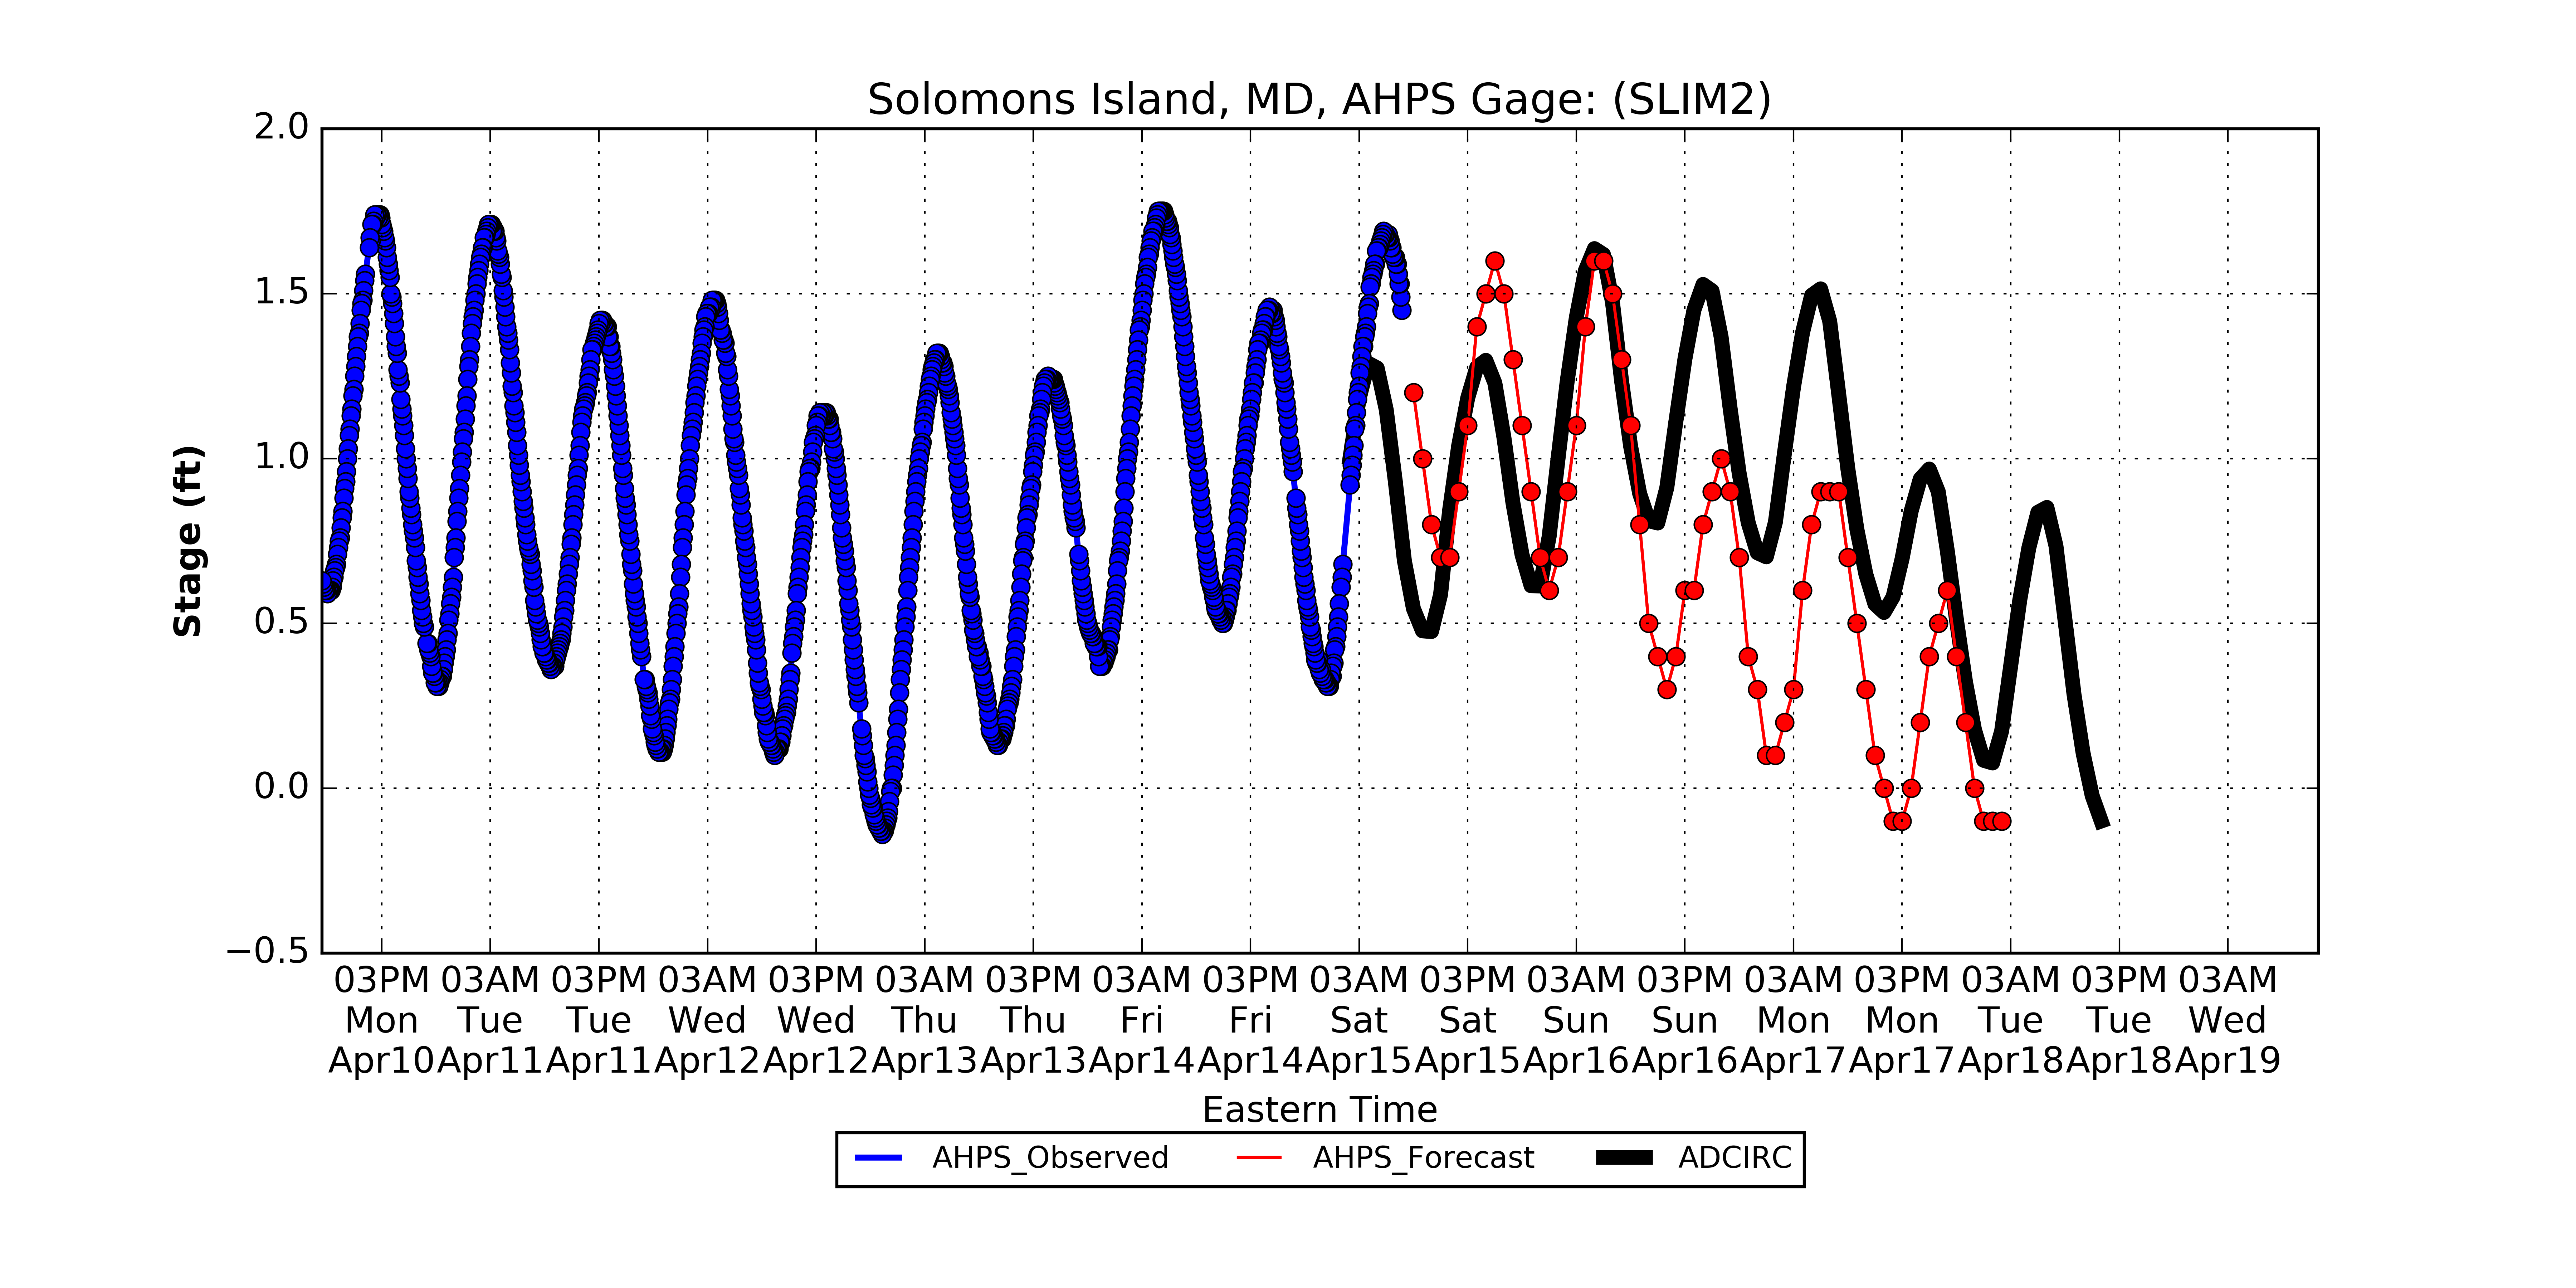 Solomons Island, MD, AHPS Gage: (SLIM2)
Stage (ft)
2.0
1.5
1.0
0.5
0.0
−0.5
03PM 03AM 03PM 03AM 03PM 03AM 03PM 03AM 03PM 03AM 03PM 03AM 03PM 03AM 03PM 03AM 03PM 03AM
Mon Tue Tue Wed Wed Thu Thu Fri Fri Sat Sat Sun Sun Mon Mon Tue Tue Wed
Apr10 Apr11 Apr11 Apr12 Apr12 Apr13 Apr13 Apr14 Apr14 Apr15 Apr15 Apr16 Apr16 Apr17 Apr17 Apr18 Apr18 Apr19
Eastern Time
AHPS_Observed AHPS_Forecast ADCIRC